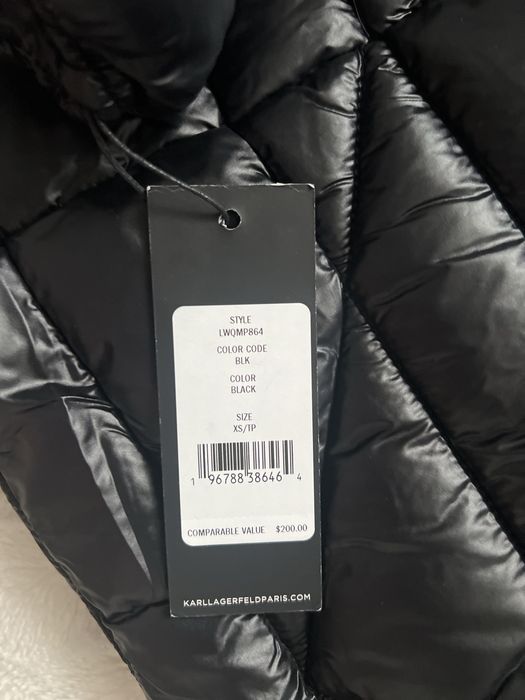 STYLE
LWQMP864
COLOR CODE
BLK
COLOR
BLACK
SIZE
XS/TP
1 96788 38646 4
COMPARABLE VALUE $200.00
KARLLAGERFELDPARIS.COM